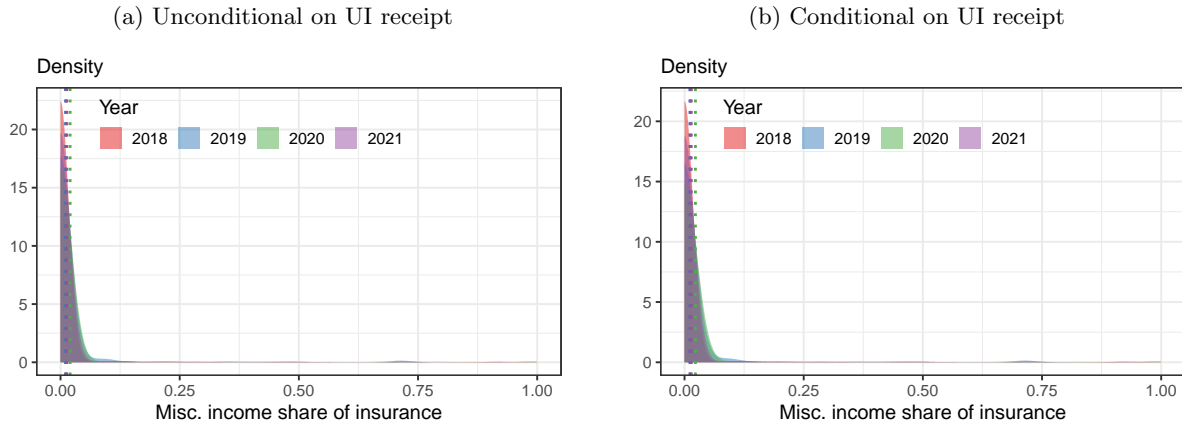 (a) Unconditional on UI receipt
Density
Year
2018 2019 2020 2021
20
15
10
5
0
0.00 0.25 0.50 0.75 1.00
Misc. income share of insurance
(b) Conditional on UI receipt
Density
Year
2018 2019 2020 2021
20
15
10
5
0
0.00 0.25 0.50 0.75 1.00
Misc. income share of insurance